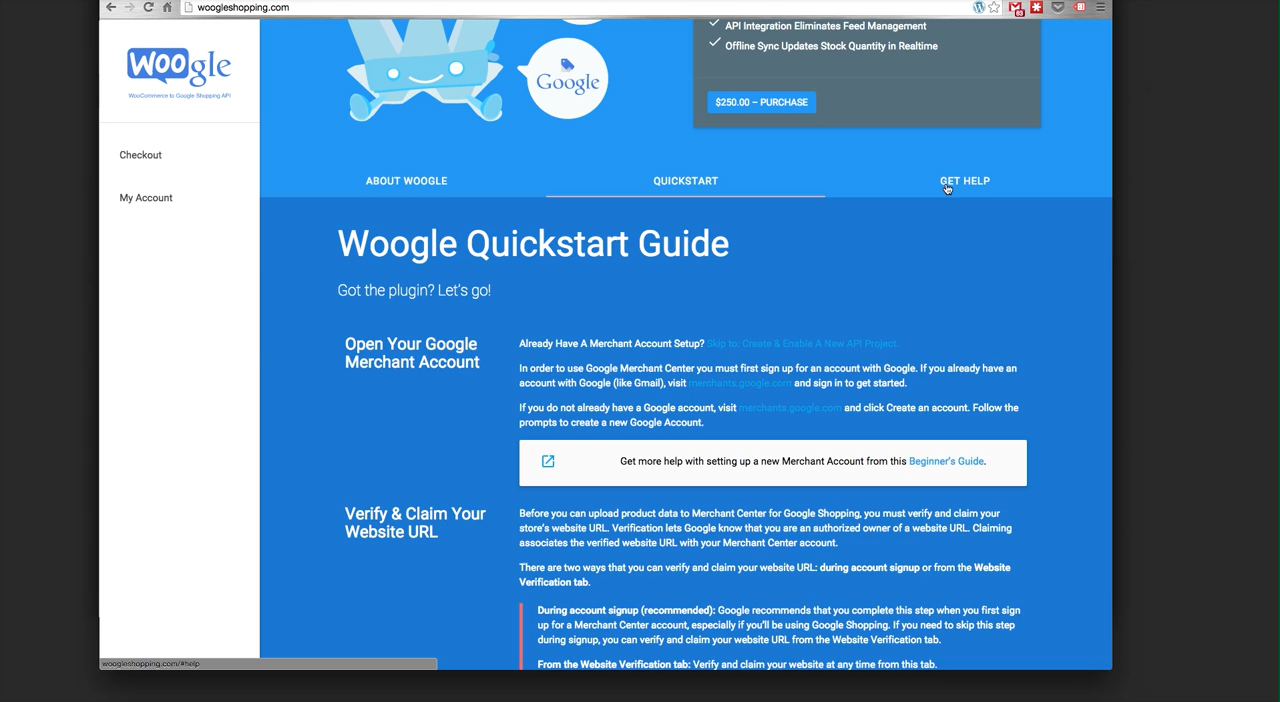 woogleshopping.com
63
WOOgle
WooCommerce to Google Shopping API
Checkout
My Account
Google
API Integration Eliminates Feed Management
Offline Sync Updates Stock Quantity in Realtime
$250.00 – PURCHASE
ABOUT WOOGLE
QUICKSTART
GET HELP
Woogle Quickstart Guide
Got the plugin? Let's go!
Open Your Google
Merchant Account
Already Have A Merchant Account Setup? Skip to: Create & Enable A New API Project.
In order to use Google Merchant Center you must first sign up for an account with Google. If you already have an
account with Google (like Gmail), visit merchants.google.com and sign in to get started.
If you do not already have a Google account, visit merchants.google.com and click Create an account. Follow the
prompts to create a new Google Account.
Get more help with setting up a new Merchant Account from this Beginner's Guide.
Verify & Claim Your
Website URL
Before you can upload product data to Merchant Center for Google Shopping, you must verify and claim your
store's website URL. Verification lets Google know that you are an authorized owner of a website URL. Claiming
associates the verified website URL with your Merchant Center account.
There are two ways that you can verify and claim your website URL: during account signup or from the Website
Verification tab.
During account signup (recommended): Google recommends that you complete this step when you first sign
up for a Merchant Center account, especially if you'll be using Google Shopping. If you need to skip this step
during signup, you can verify and claim your website URL from the Website Verification tab.
From the Website Verification tab: Verify and claim your website at any time from this tab.
woogleshopping.com/#help